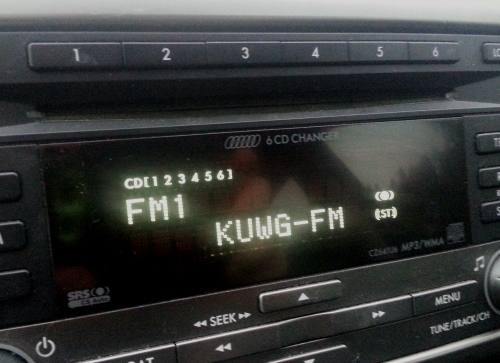 1 2 3 4 5 6
6 CD CHANGER
CD[1 2 3 4 5 6]
FM1
KUWG-FM
(ST)
MP3/WMA
SRS
SEEK
MENU
TUNE/TRACK/CH